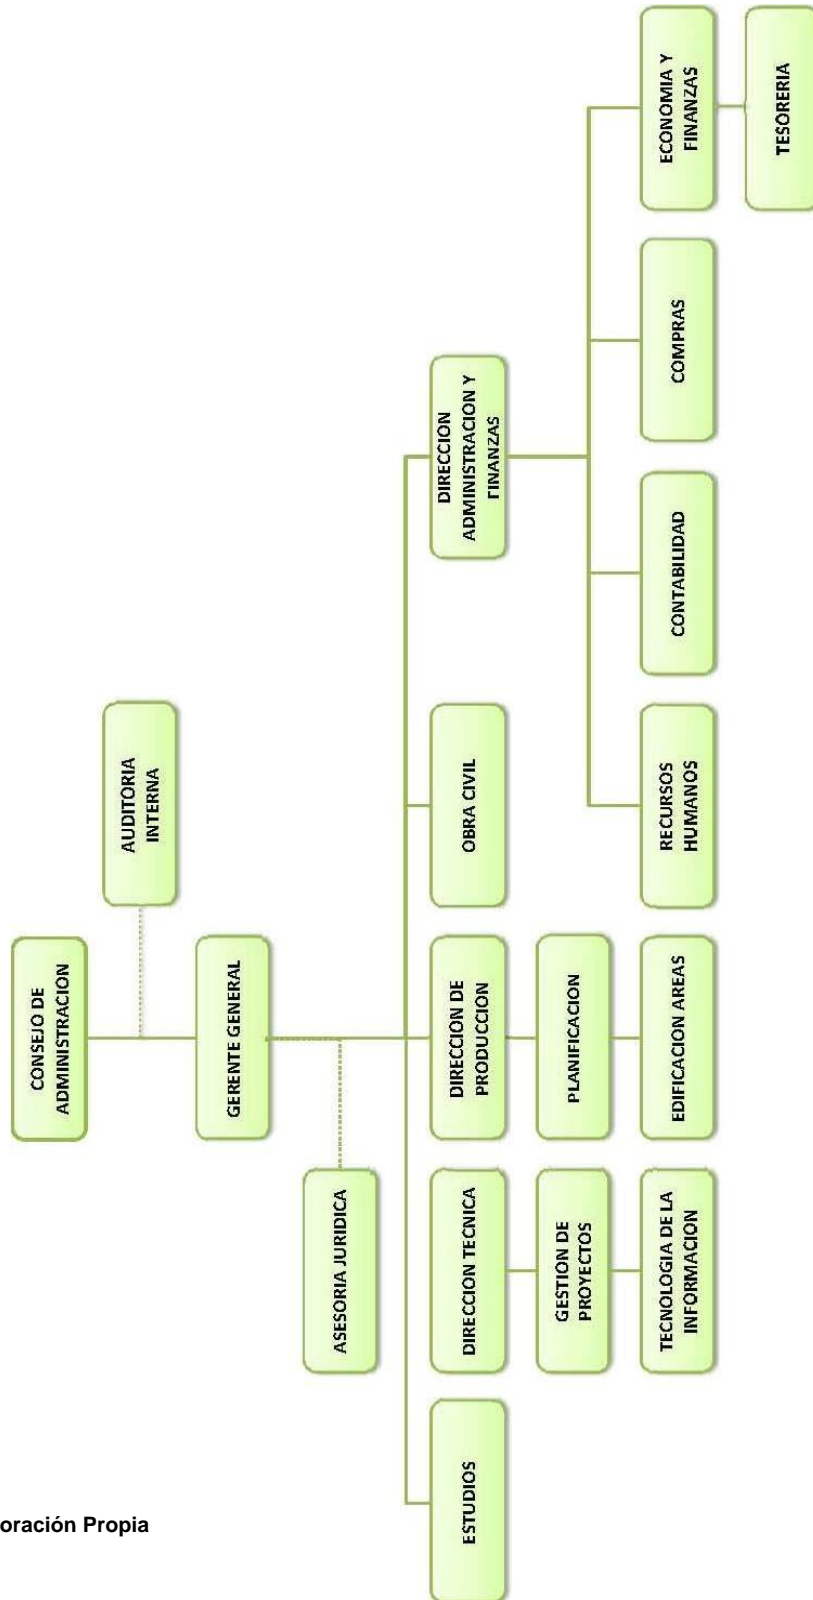 CONSEJO DE
ADMINISTRACION
AUDITORIA
INTERNA
GERENTE GENERAL
ASESORIA JURIDICA
ESTUDIOS
DIRECCION TECNICA
GESTION DE
PROYECTOS
TECNOLOGIA DE LA
INFORMACION
DIRECCION DE
PRODUCCION
PLANIFICACION
EDIFICACION AREAS
OBRA CIVIL
DIRECCION
ADMINISTRACION Y
FINANZAS
RECURSOS
HUMANOS
CONTABILIDAD
COMPRAS
ECONOMIA Y
FINANZAS
TESORERIA
oración Propia